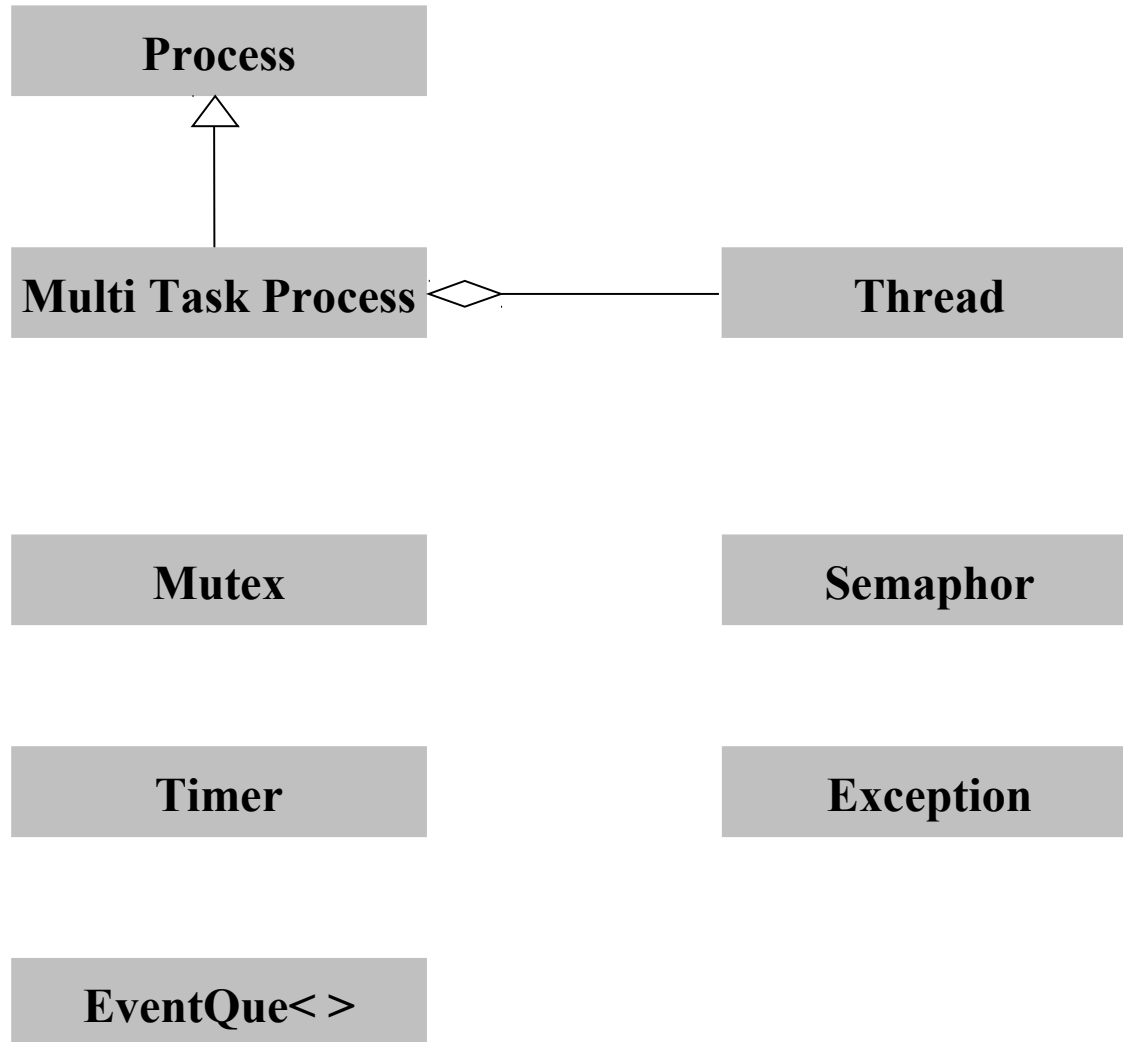 Process
Multi Task Process
Thread
Mutex
Semaphor
Timer
Exception
EventQue< >